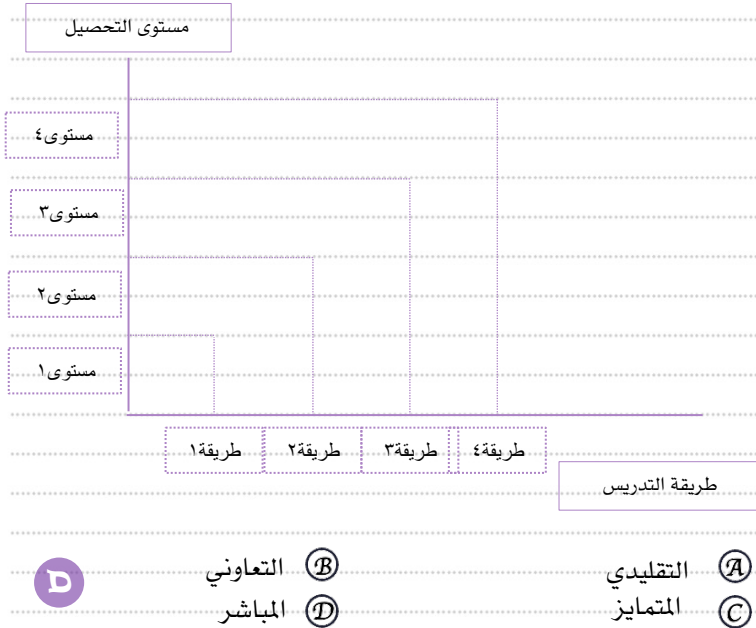 مستوى التحصيل
مستوى٤
مستوى٣
مستوى٢
مستوى١
طريقة١ طريقة٢ طريقة٣ طريقة٤
طريقة التدريس
A التقليدي B التعاوني
C المتمايز D المباشر
D